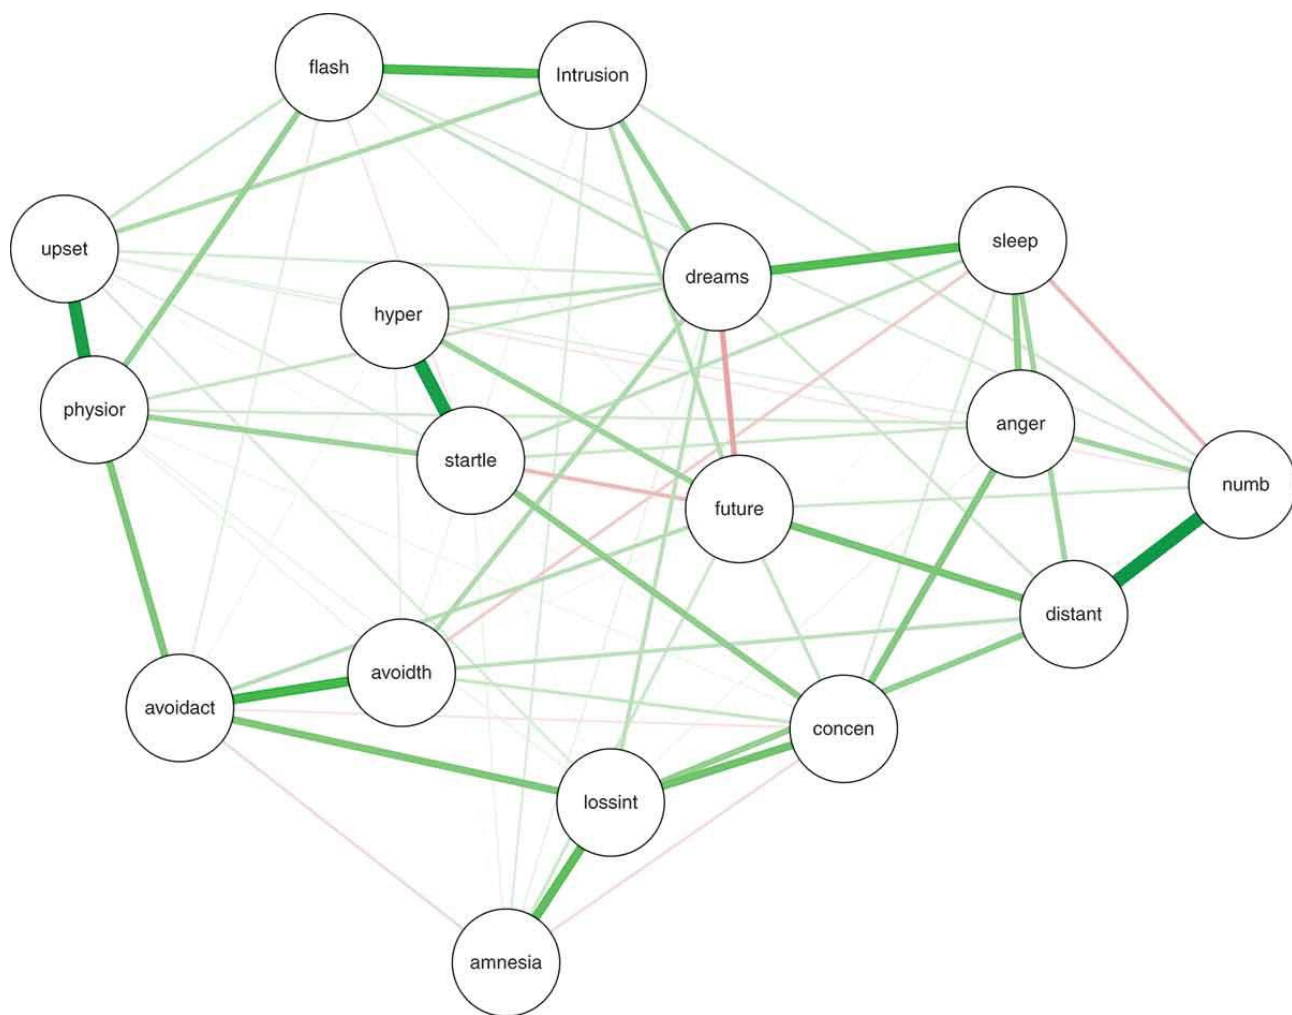 flash
Intrusion
upset
sleep
dreams
hyper
physior
anger
startle
numb
future
distant
avoidth
avoidact
concen
lossint
amnesia